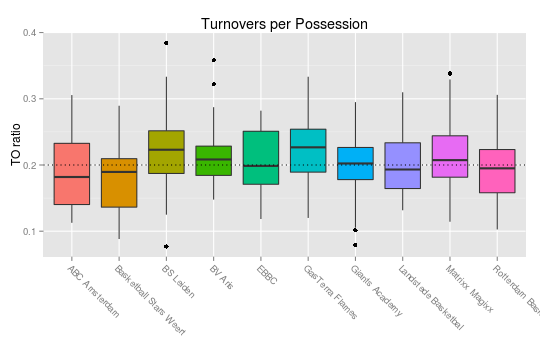 Turnovers per Possession
TO ratio
0.4
0.3
0.2
0.1
ABC Amsterdam
Basketball Stars Weert
BS Leiden
BV Aris
EBBC
GasTerra Flames
Giants Academy
Landstede Basketbal
Matrixx Magixx
Rotterdam Bas